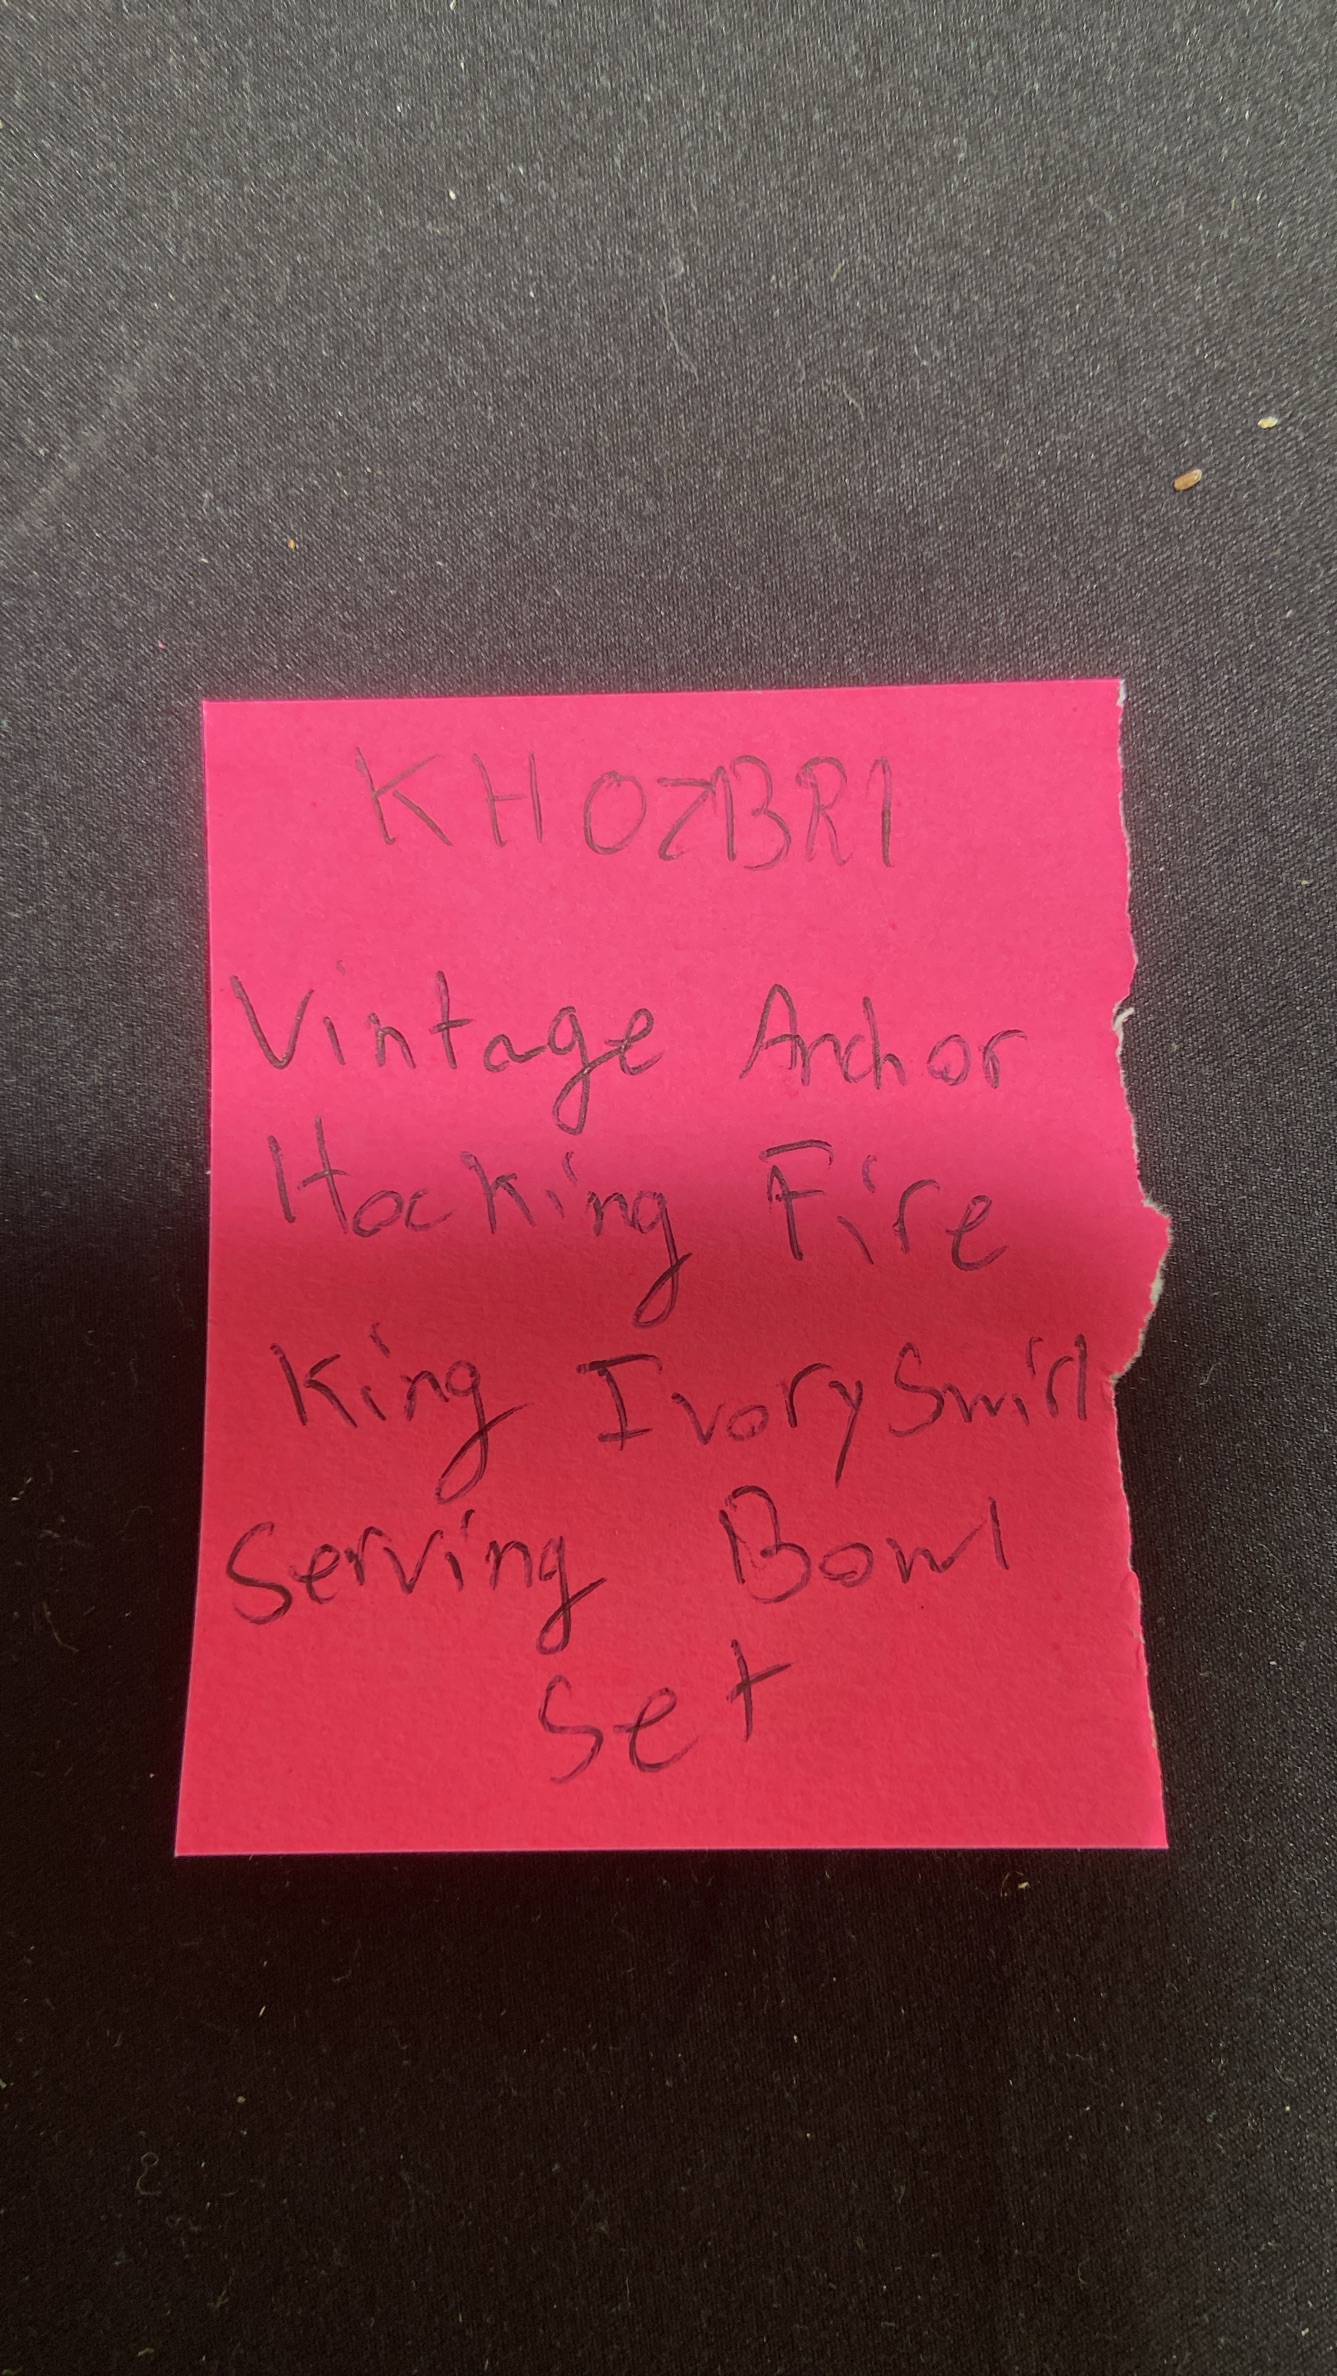 KH07BR1
Vintage Anchor
Hocking Fire
King Ivory Swirl
Serving Bowl
Set